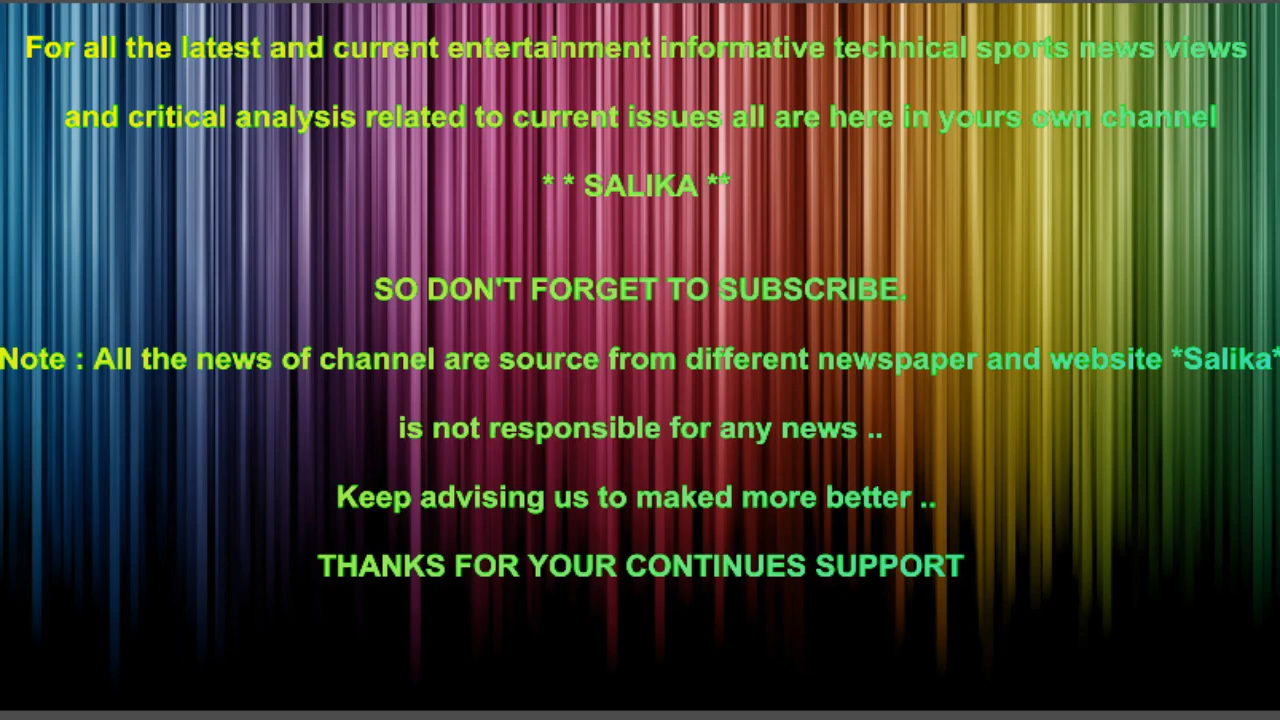 For all the latest and current entertainment informative technical sports news views
and critical analysis related to current issues all are here in yours own channel
* * SALIKA **
SO DON'T FORGET TO SUBSCRIBE.
Note : All the news of channel are source from different newspaper and website *Salika*
is not responsible for any news ..
Keep advising us to maked more better ..
THANKS FOR YOUR CONTINUES SUPPORT